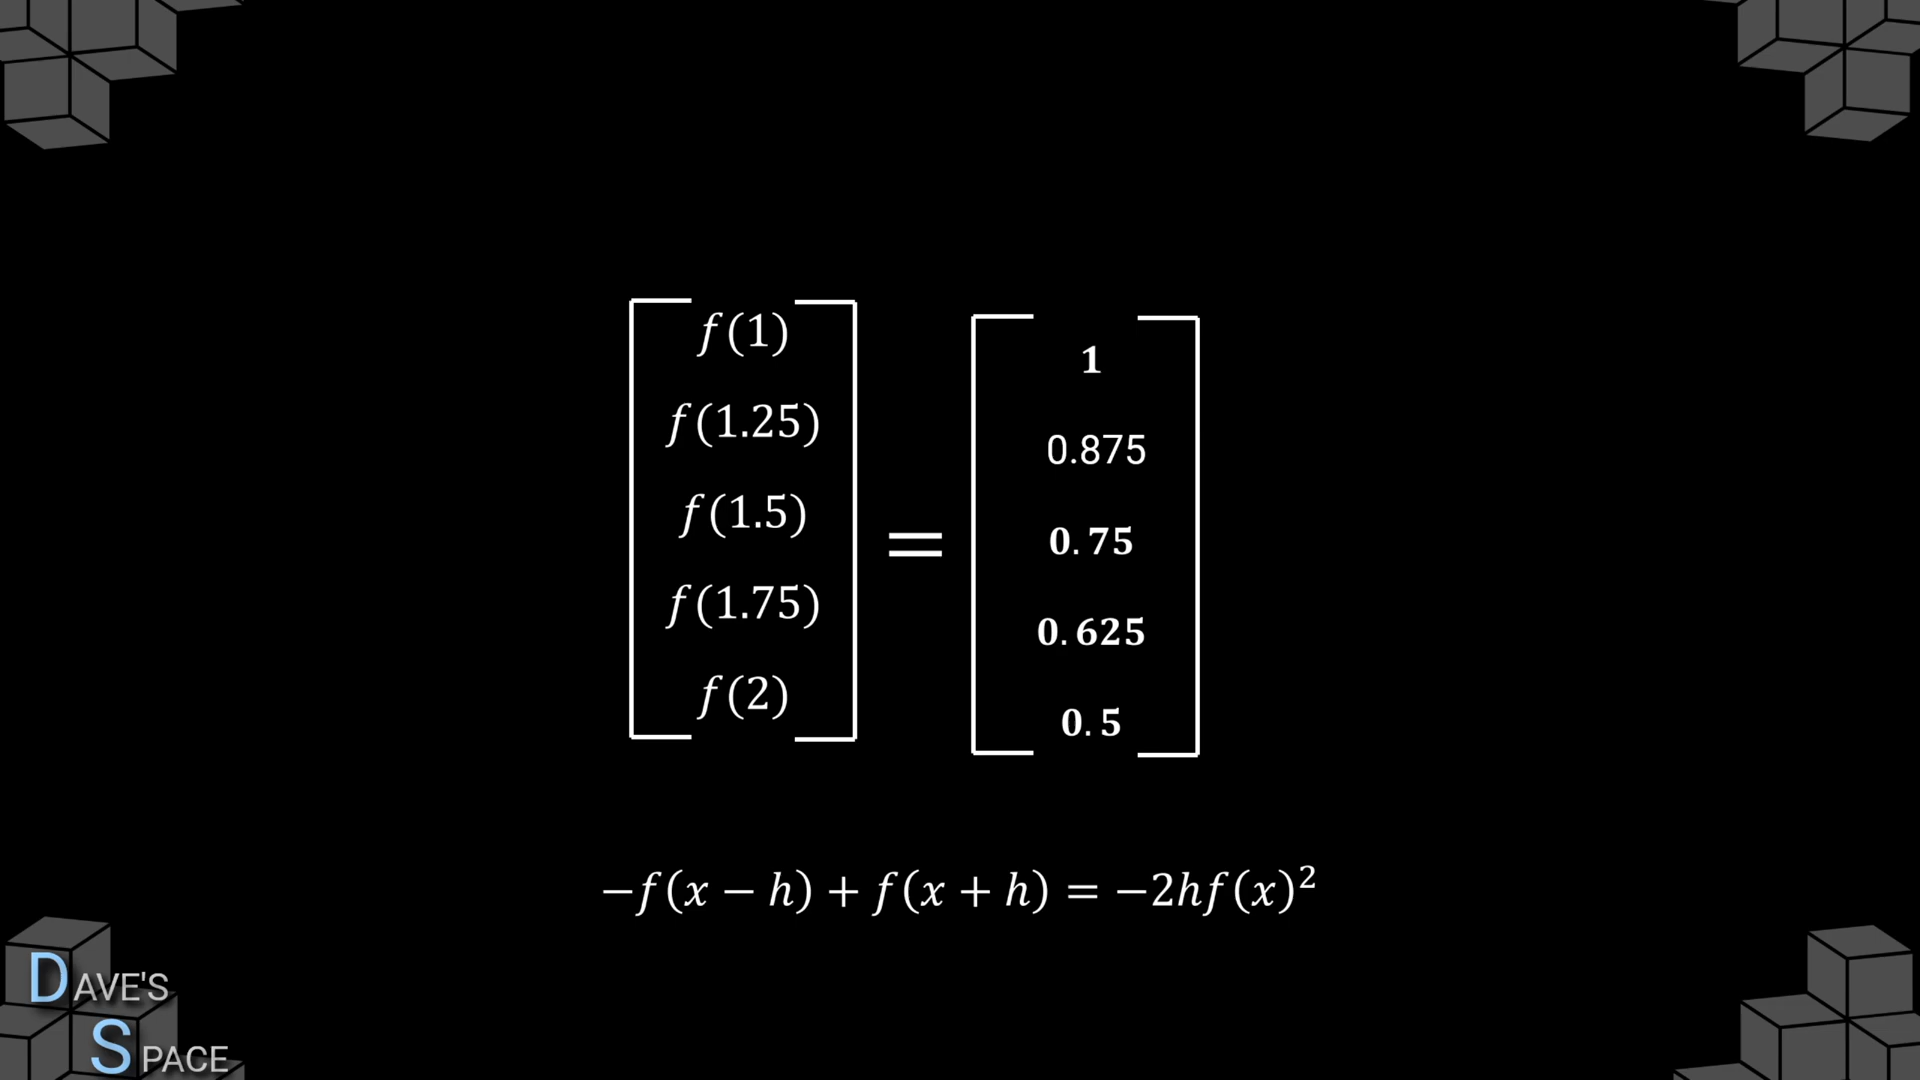 f(1)
f(1.25)
f(1.5)
f(1.75)
f(2)
=
1
0.875
0.75
0.625
0.5
−f(x − h) + f(x + h) = −2hf(x)²
DAVE'S
SPACE